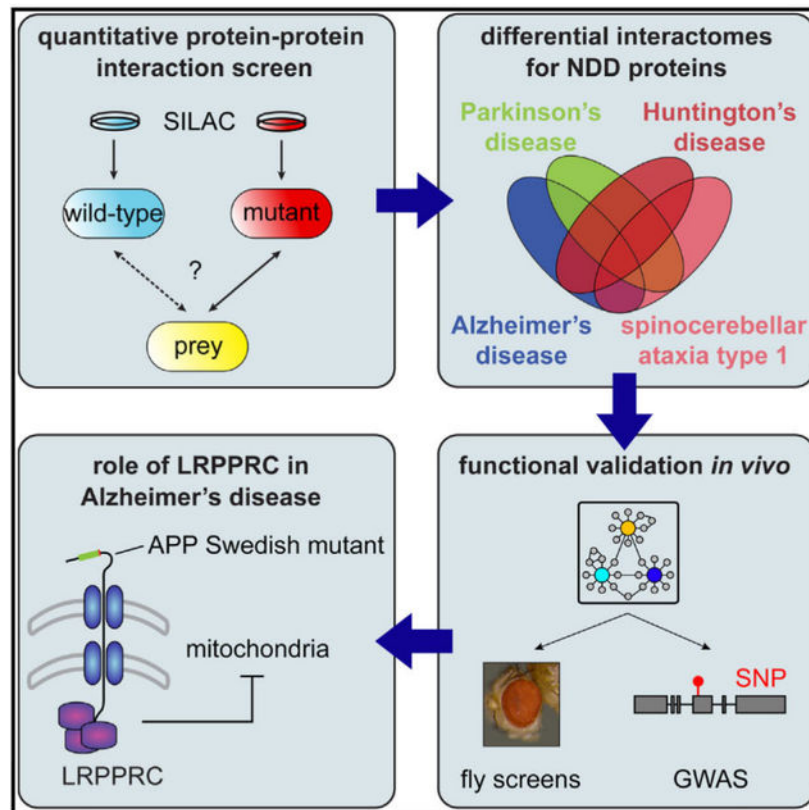 quantitative protein-protein
interaction screen
SILAC
wild-type
mutant
?
prey
differential interactomes
for NDD proteins
Parkinson's
disease
Huntington's
disease
Alzheimer's
disease
spinocerebellar
ataxia type 1
functional validation in vivo
SNP
fly screens
GWAS
role of LRPPRC in
Alzheimer's disease
APP Swedish mutant
mitochondria
LRPPRC